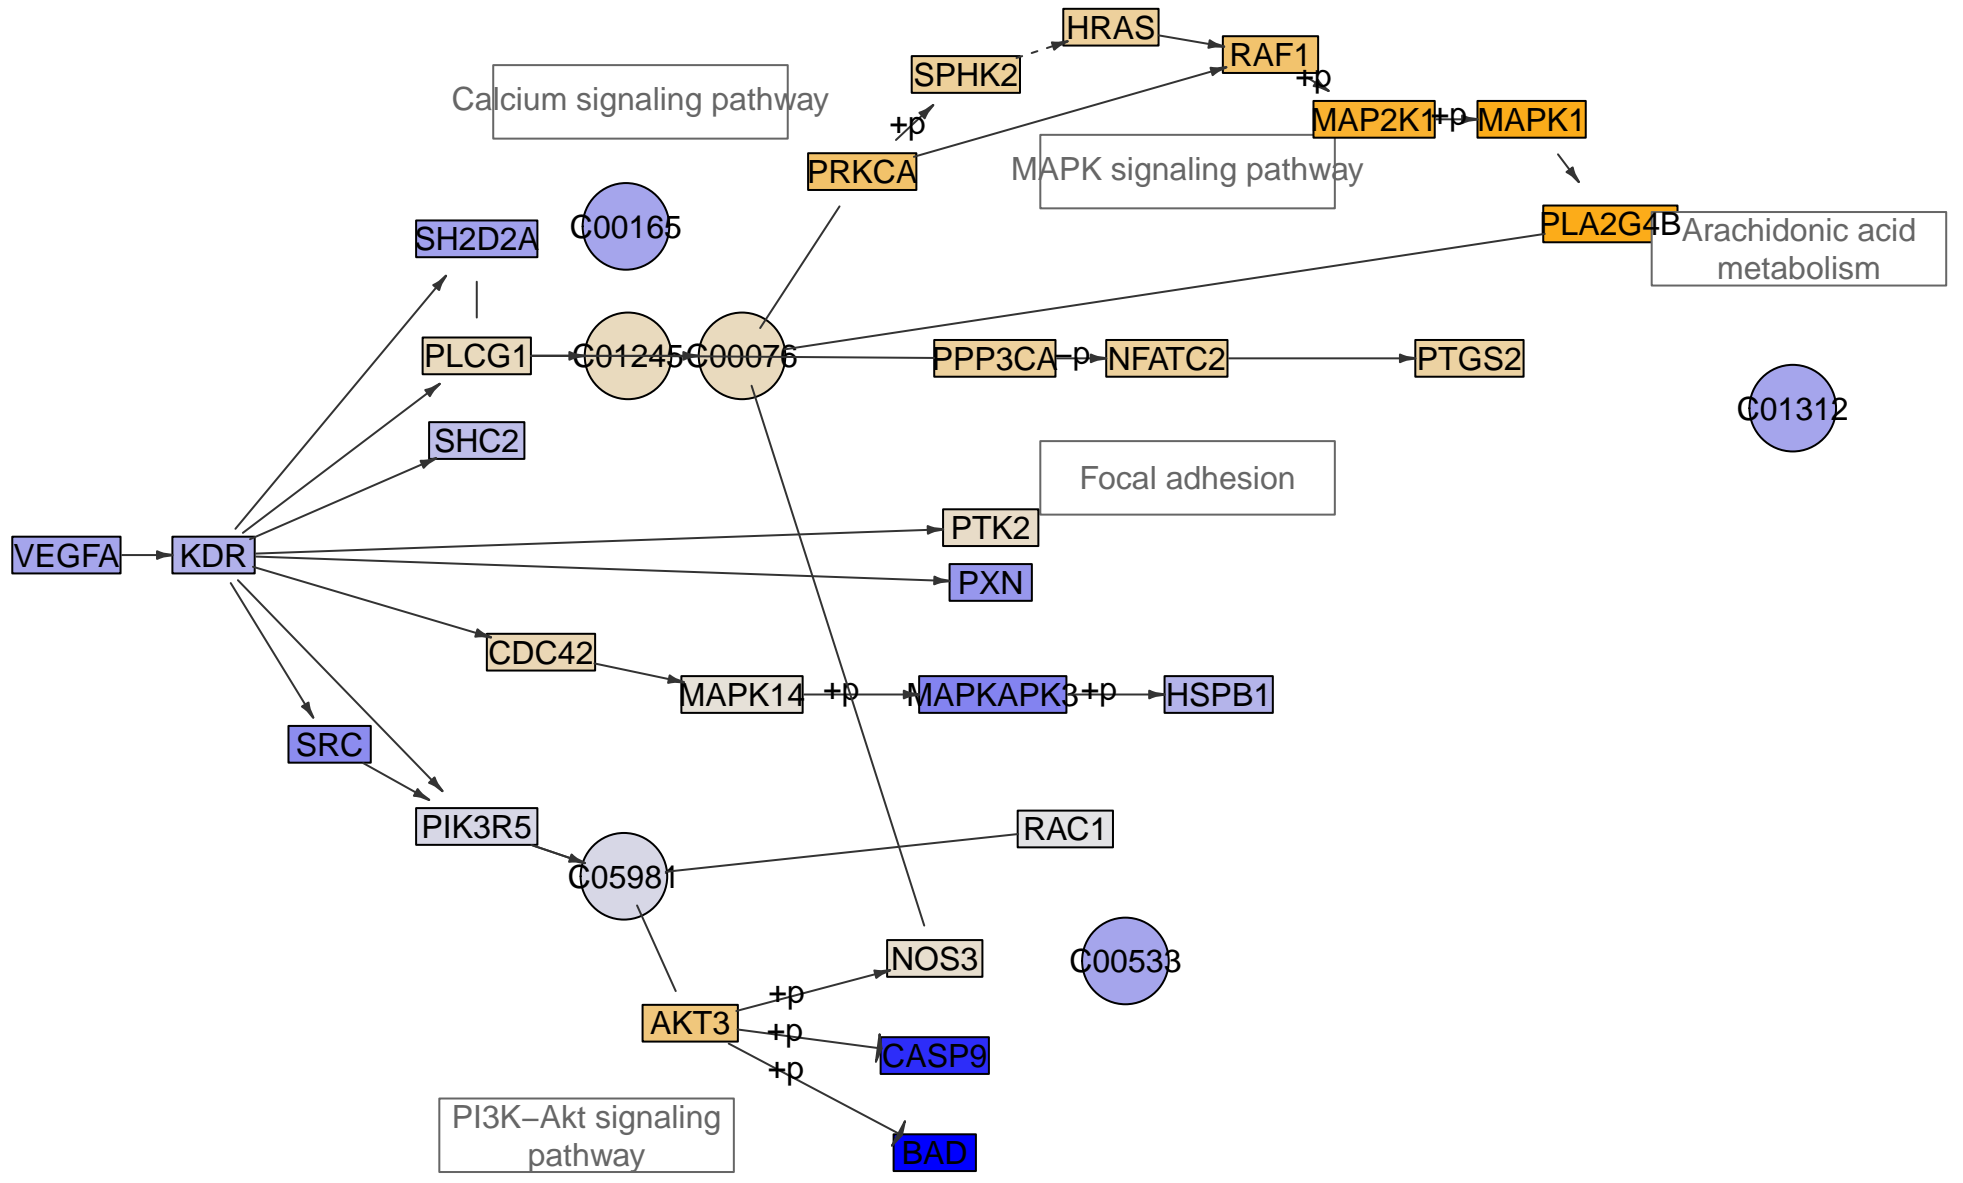 HRAS
RAF1
SPHK2
+p
Calcium signaling pathway
MAP2K1
+p
MAPK1
+p
PRKCA
MAPK signaling pathway
SH2D2A
C00165
PLA2G4B
Arachidonic acid
metabolism
PLCG1
C01245
C00076
PPP3CA
−p
NFATC2
PTGS2
C01312
SHC2
Focal adhesion
PTK2
VEGFA
KDR
PXN
CDC42
MAPK14
+p
MAPKAPK3
+p
HSPB1
SRC
PIK3R5
RAC1
C05981
NOS3
C00533
+p
AKT3
+p
CASP9
+p
PI3K−Akt signaling
pathway
BAD